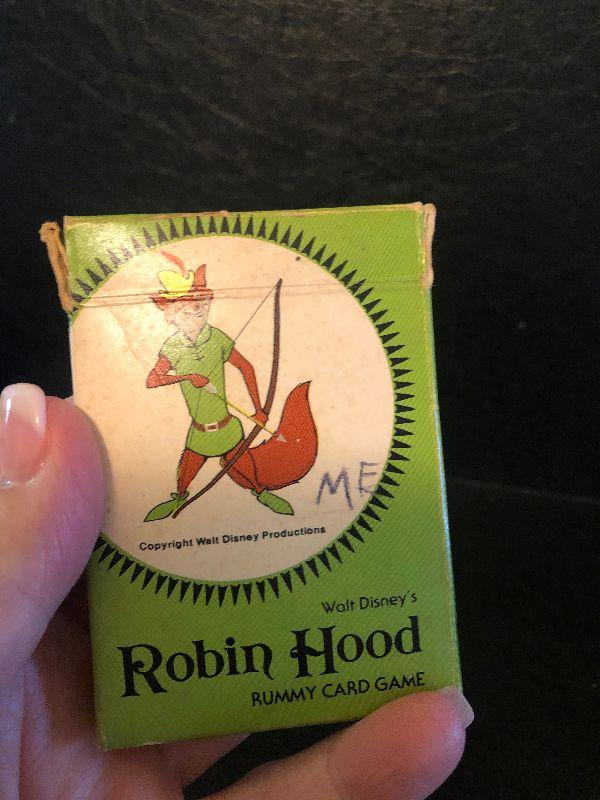 ME
Copyright Walt Disney Productions
Walt Disney's
Robin Hood
RUMMY CARD GAME